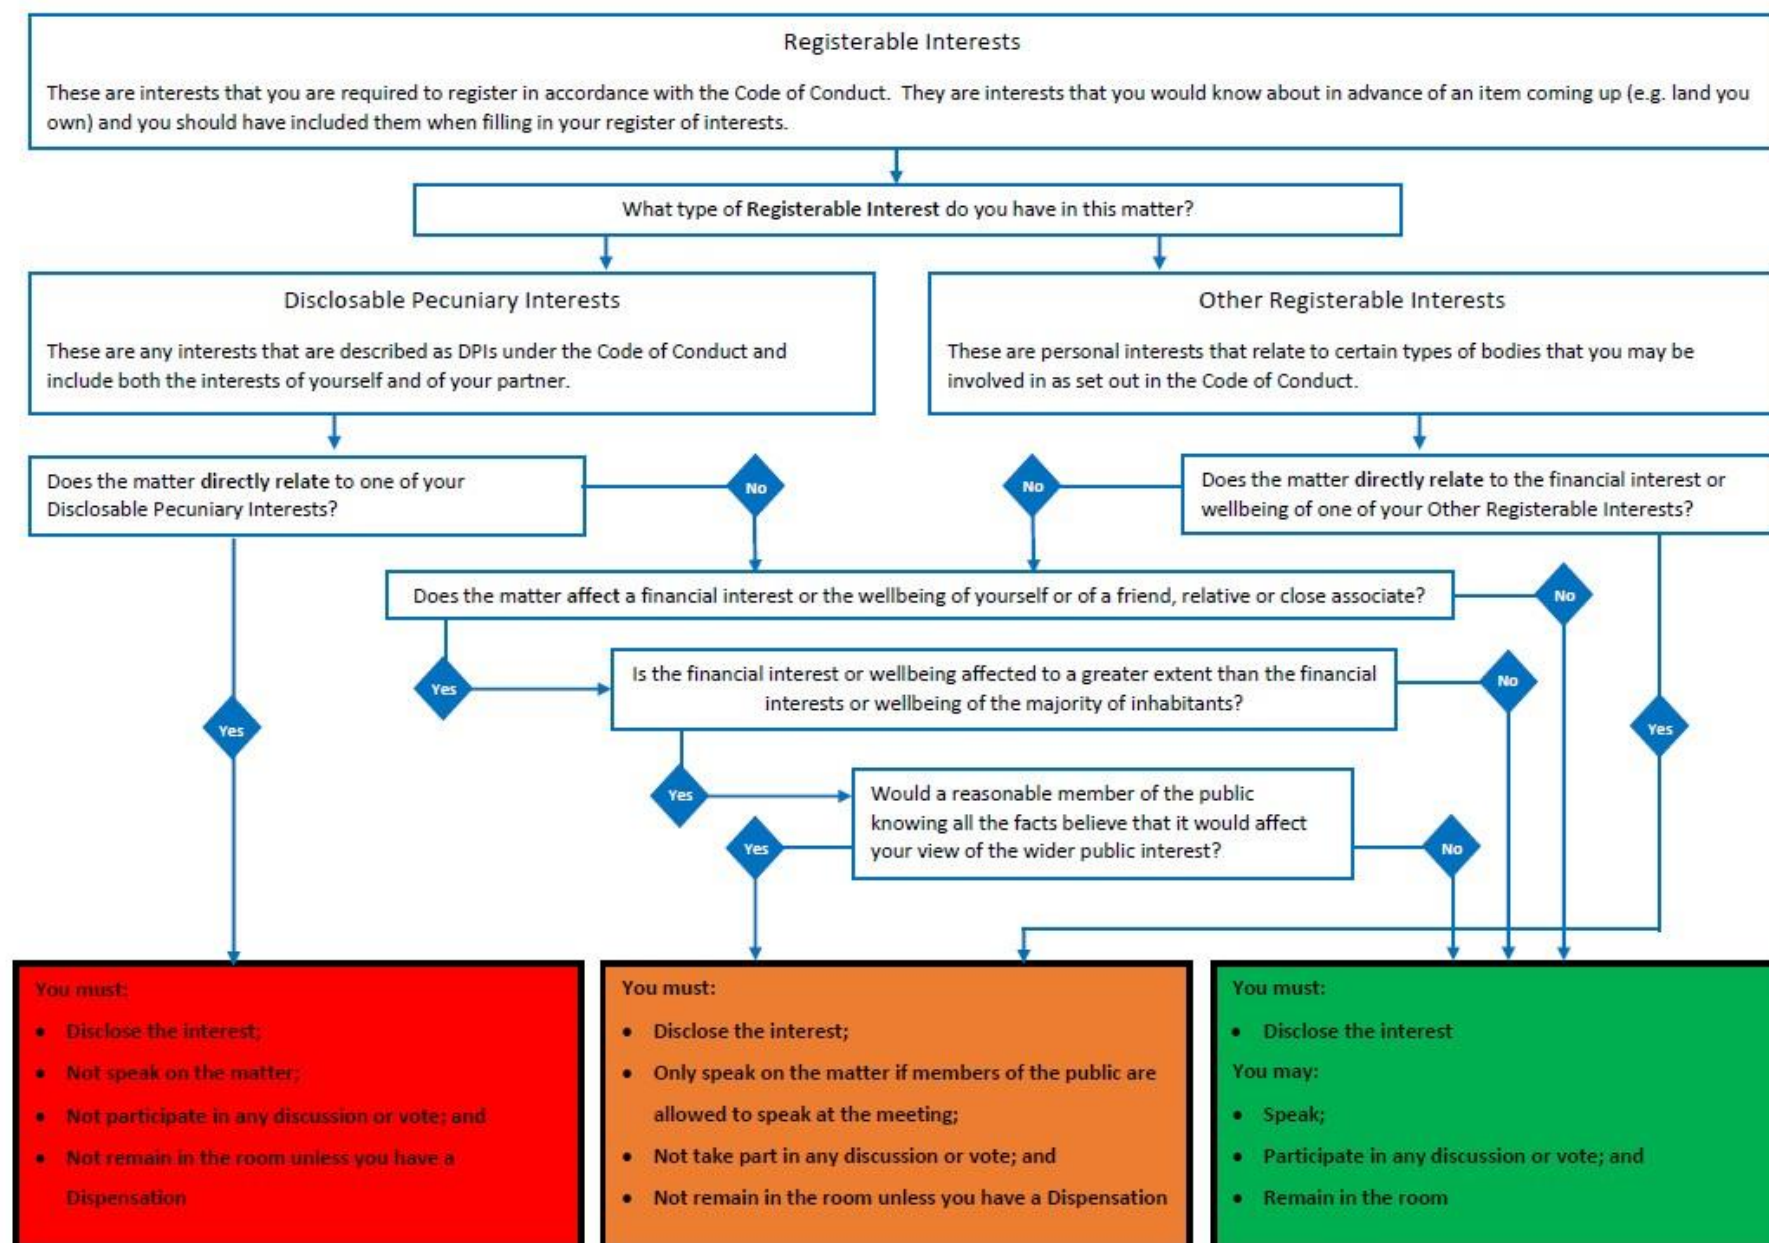 Registerable Interests
These are interests that you are required to register in accordance with the Code of Conduct.  They are interests that you would know about in advance of an item coming up (e.g. land you
own) and you should have included them when filling in your register of interests.
What type of Registerable Interest do you have in this matter?
Disclosable Pecuniary Interests
These are any interests that are described as DPIs under the Code of Conduct and
include both the interests of yourself and of your partner.
Other Registerable Interests
These are personal interests that relate to certain types of bodies that you may be
involved in as set out in the Code of Conduct.
Does the matter directly relate to one of your
Disclosable Pecuniary Interests?
No
No
Does the matter directly relate to the financial interest or
wellbeing of one of your Other Registerable Interests?
Does the matter affect a financial interest or the wellbeing of yourself or of a friend, relative or close associate?
No
Yes
Is the financial interest or wellbeing affected to a greater extent than the financial
interests or wellbeing of the majority of inhabitants?
No
Yes
Yes
Yes
Would a reasonable member of the public
knowing all the facts believe that it would affect
your view of the wider public interest?
Yes
No
You must:
• Disclose the interest;
• Not speak on the matter;
• Not participate in any discussion or vote; and
• Not remain in the room unless you have a
Dispensation
You must:
• Disclose the interest;
• Only speak on the matter if members of the public are
allowed to speak at the meeting;
• Not take part in any discussion or vote; and
• Not remain in the room unless you have a Dispensation
You must:
• Disclose the interest
You may:
• Speak;
• Participate in any discussion or vote; and
• Remain in the room